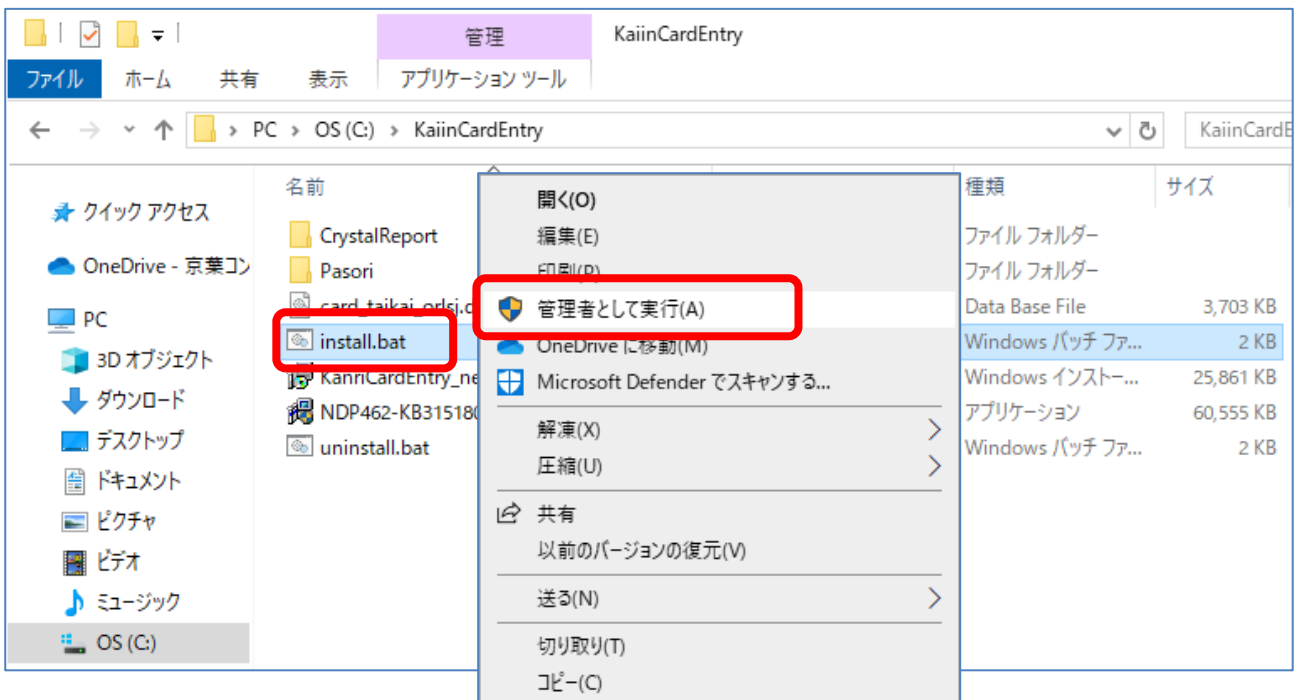 管理
KaiinCardEntry
ファイル ホーム 共有 表示 アプリケーション ツール
PC › OS (C:) › KaiinCardEntry
KaiinCardE
名前 種類 サイズ
クイック アクセス
OneDrive - 京葉コン
PC
3D オブジェクト
ダウンロード
デスクトップ
ドキュメント
ピクチャ
ビデオ
ミュージック
OS (C:)
CrystalReport ファイル フォルダー
Pasori ファイル フォルダー
card_taikai_orlsj.d Data Base File 3,703 KB
install.bat Windows バッチ ファ... 2 KB
KanriCardEntry_ne Windows インストー... 25,861 KB
NDP462-KB315180 アプリケーション 60,555 KB
uninstall.bat Windows バッチ ファ... 2 KB
開く(O)
編集(E)
印刷(P)
管理者として実行(A)
OneDrive に移動(M)
Microsoft Defender でスキャンする...
解凍(X)
圧縮(U)
共有
以前のバージョンの復元(V)
送る(N)
切り取り(T)
コピー(C)